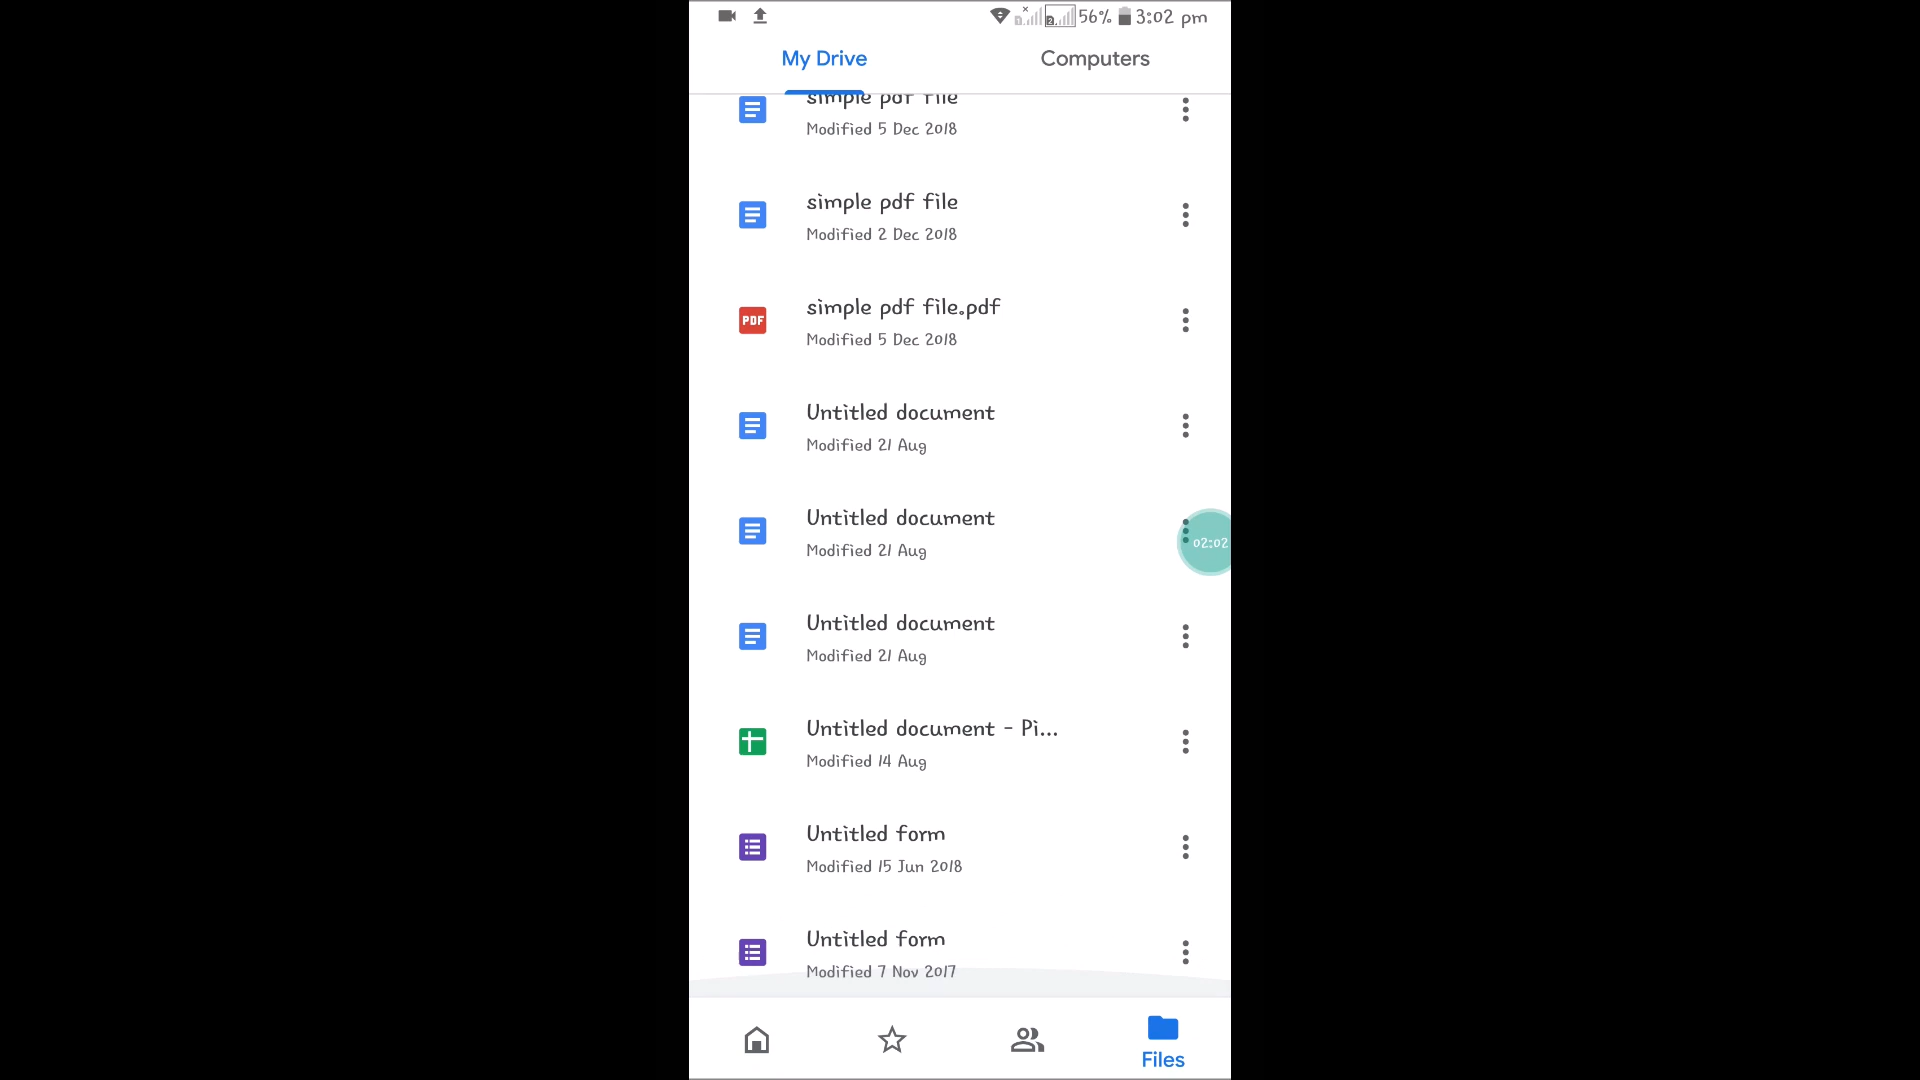 56% 3:02 pm
My Drive Computers
simple pdf file
Modified 5 Dec 2018
simple pdf file
Modified 2 Dec 2018
PDF
simple pdf file.pdf
Modified 5 Dec 2018
Untitled document
Modified 21 Aug
Untitled document
Modified 21 Aug
02:02
Untitled document
Modified 21 Aug
Untitled document - Pi...
Modified 14 Aug
Untitled form
Modified 15 Jun 2018
Untitled form
Modified 7 Nov 2017
Files